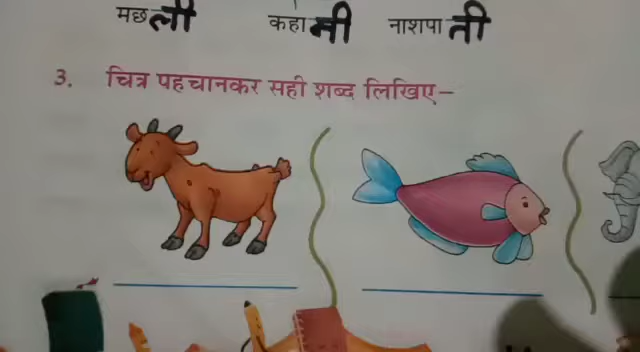 मछली कहानी नाशपाती
3. चित्र पहचानकर सही शब्द लिखिए–